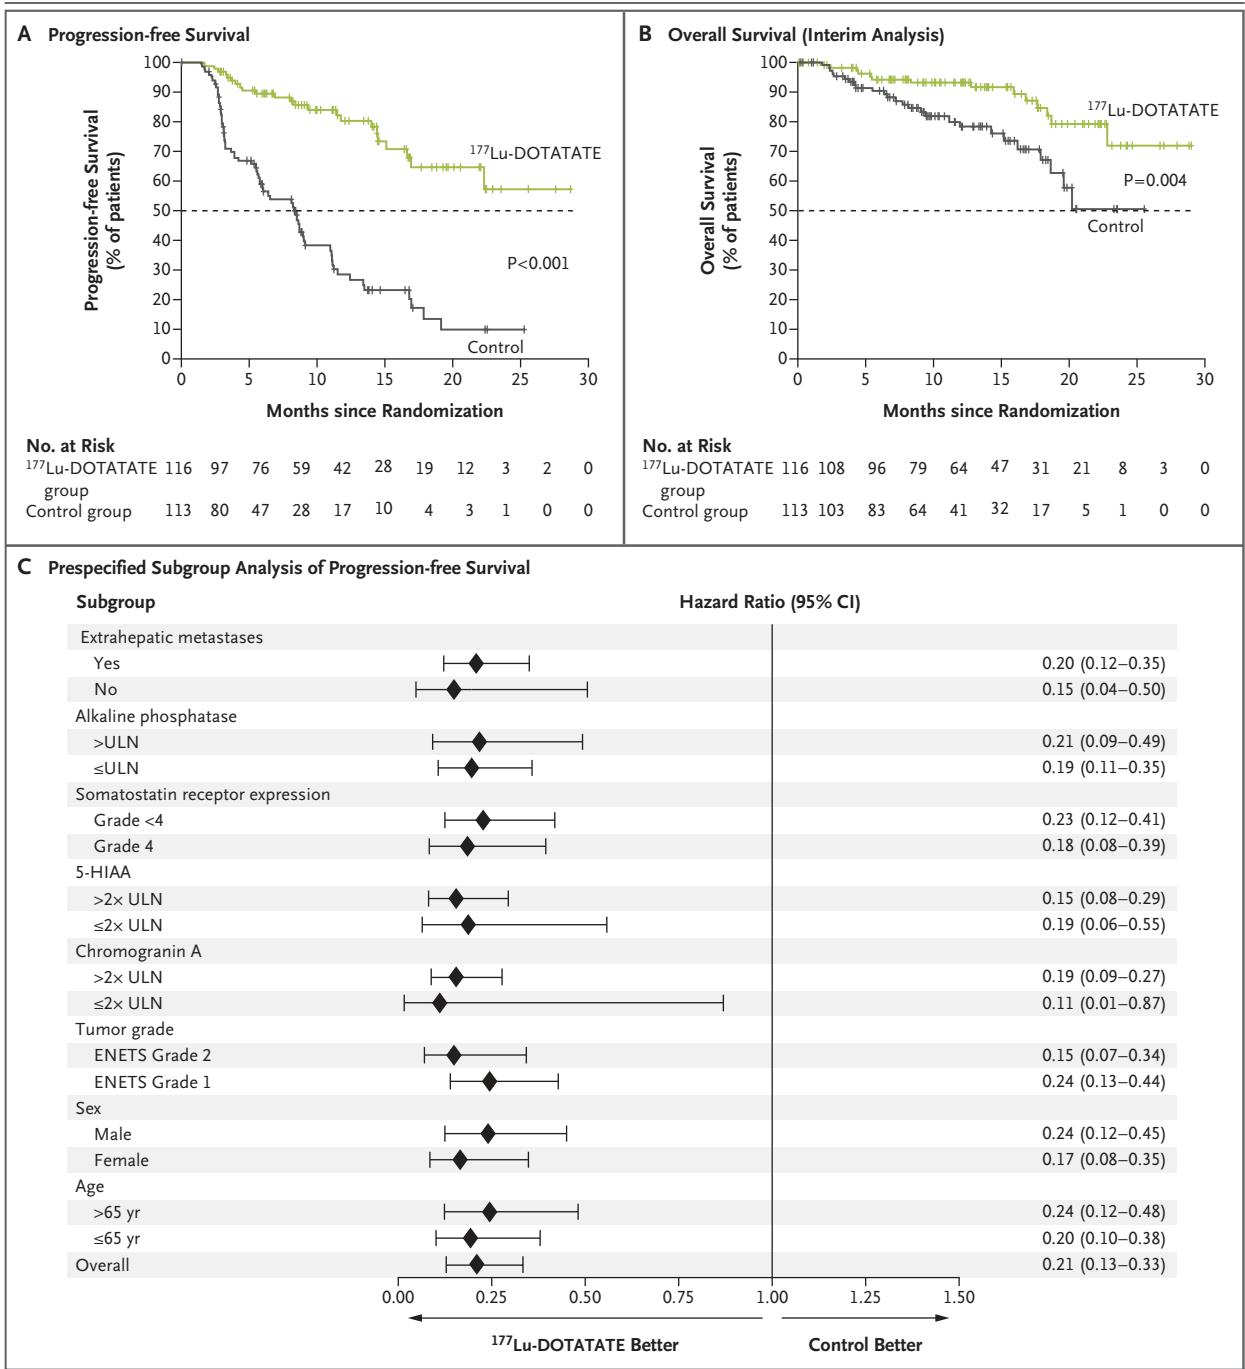 A Progression-free Survival
100
90
80
70
60
50
40
30
20
10
0
Progression-free Survival
(% of patients)
177Lu-DOTATATE
P<0.001
Control
0 5 10 15 20 25 30
Months since Randomization
No. at Risk
177Lu-DOTATATE 116 97 76 59 42 28 19 12 3 2 0
group
Control group 113 80 47 28 17 10 4 3 1 0 0
B Overall Survival (Interim Analysis)
100
90
80
70
60
50
40
30
20
10
0
Overall Survival
(% of patients)
177Lu-DOTATATE
P=0.004
Control
0 5 10 15 20 25 30
Months since Randomization
No. at Risk
177Lu-DOTATATE 116 108 96 79 64 47 31 21 8 3 0
group
Control group 113 103 83 64 41 32 17 5 1 0 0
C Prespecified Subgroup Analysis of Progression-free Survival
Subgroup Hazard Ratio (95% CI)
Extrahepatic metastases
Yes 0.20 (0.12–0.35)
No 0.15 (0.04–0.50)
Alkaline phosphatase
>ULN 0.21 (0.09–0.49)
≤ULN 0.19 (0.11–0.35)
Somatostatin receptor expression
Grade <4 0.23 (0.12–0.41)
Grade 4 0.18 (0.08–0.39)
5-HIAA
>2× ULN 0.15 (0.08–0.29)
≤2× ULN 0.19 (0.06–0.55)
Chromogranin A
>2× ULN 0.19 (0.09–0.27)
≤2× ULN 0.11 (0.01–0.87)
Tumor grade
ENETS Grade 2 0.15 (0.07–0.34)
ENETS Grade 1 0.24 (0.13–0.44)
Sex
Male 0.24 (0.12–0.45)
Female 0.17 (0.08–0.35)
Age
>65 yr 0.24 (0.12–0.48)
≤65 yr 0.20 (0.10–0.38)
Overall 0.21 (0.13–0.33)
0.00 0.25 0.50 0.75 1.00 1.25 1.50
177Lu-DOTATATE Better Control Better